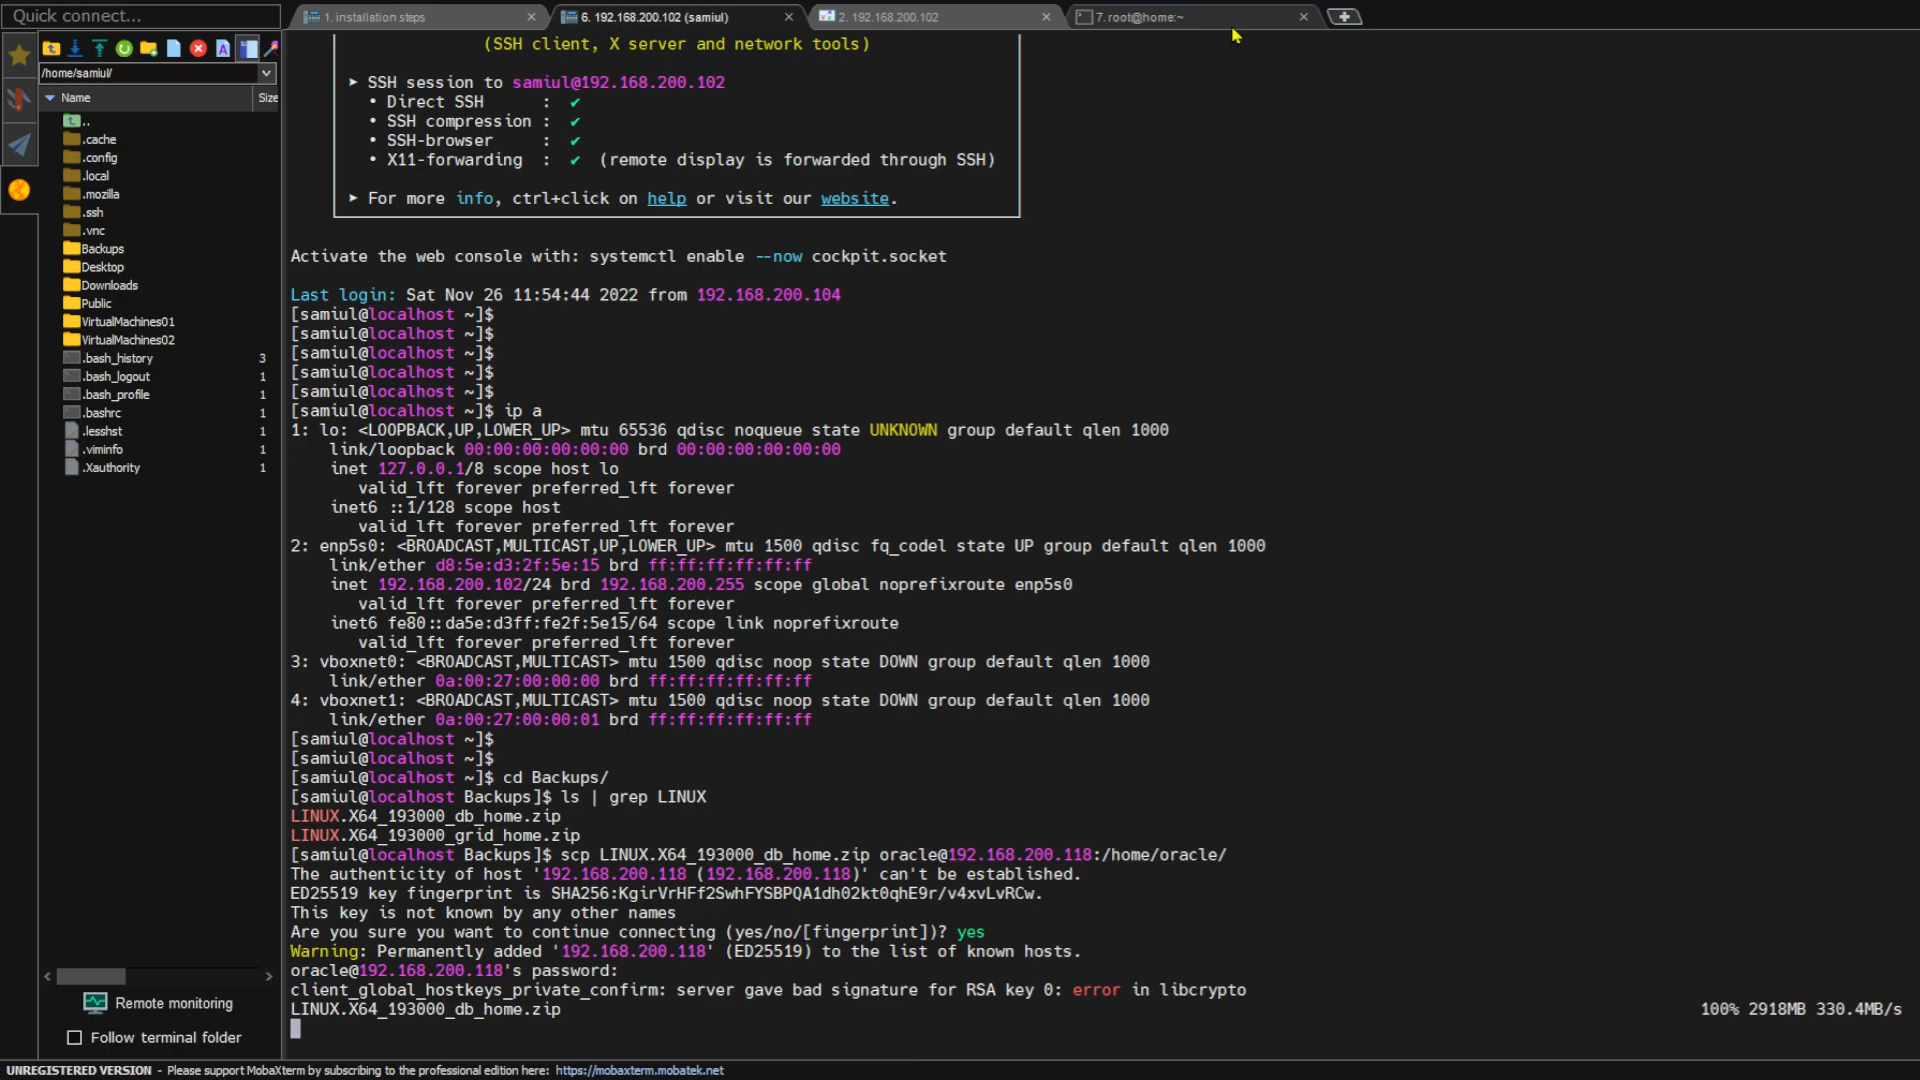 Quick connect...
1. installation steps
6. 192.168.200.102 (samiul)
2. 192.168.200.102
7. root@home:~
/home/samiul/
Name
Size
..
.cache
.config
.local
.mozilla
.ssh
.vnc
Backups
Desktop
Downloads
Public
VirtualMachines01
VirtualMachines02
.bash_history 3
.bash_logout 1
.bash_profile 1
.bashrc 1
.lesshst 1
.viminfo 1
.Xauthority 1
Remote monitoring
Follow terminal folder
(SSH client, X server and network tools)
➤ SSH session to samiul@192.168.200.102
• Direct SSH : ✔
• SSH compression : ✔
• SSH-browser : ✔
• X11-forwarding : ✔ (remote display is forwarded through SSH)
➤ For more info, ctrl+click on help or visit our website.
Activate the web console with: systemctl enable --now cockpit.socket
Last login: Sat Nov 26 11:54:44 2022 from 192.168.200.104
[samiul@localhost ~]$
[samiul@localhost ~]$
[samiul@localhost ~]$
[samiul@localhost ~]$
[samiul@localhost ~]$
[samiul@localhost ~]$ ip a
1: lo: <LOOPBACK,UP,LOWER_UP> mtu 65536 qdisc noqueue state UNKNOWN group default qlen 1000
link/loopback 00:00:00:00:00:00 brd 00:00:00:00:00:00
inet 127.0.0.1/8 scope host lo
valid_lft forever preferred_lft forever
inet6 ::1/128 scope host
valid_lft forever preferred_lft forever
2: enp5s0: <BROADCAST,MULTICAST,UP,LOWER_UP> mtu 1500 qdisc fq_codel state UP group default qlen 1000
link/ether d8:5e:d3:2f:5e:15 brd ff:ff:ff:ff:ff:ff
inet 192.168.200.102/24 brd 192.168.200.255 scope global noprefixroute enp5s0
valid_lft forever preferred_lft forever
inet6 fe80::da5e:d3ff:fe2f:5e15/64 scope link noprefixroute
valid_lft forever preferred_lft forever
3: vboxnet0: <BROADCAST,MULTICAST> mtu 1500 qdisc noop state DOWN group default qlen 1000
link/ether 0a:00:27:00:00:00 brd ff:ff:ff:ff:ff:ff
4: vboxnet1: <BROADCAST,MULTICAST> mtu 1500 qdisc noop state DOWN group default qlen 1000
link/ether 0a:00:27:00:00:01 brd ff:ff:ff:ff:ff:ff
[samiul@localhost ~]$
[samiul@localhost ~]$
[samiul@localhost ~]$ cd Backups/
[samiul@localhost Backups]$ ls | grep LINUX
LINUX.X64_193000_db_home.zip
LINUX.X64_193000_grid_home.zip
[samiul@localhost Backups]$ scp LINUX.X64_193000_db_home.zip oracle@192.168.200.118:/home/oracle/
The authenticity of host '192.168.200.118 (192.168.200.118)' can't be established.
ED25519 key fingerprint is SHA256:KgirVrHFf2SwhFYSBPQA1dh02kt0qhE9r/v4xvLvRCw.
This key is not known by any other names
Are you sure you want to continue connecting (yes/no/[fingerprint])? yes
Warning: Permanently added '192.168.200.118' (ED25519) to the list of known hosts.
oracle@192.168.200.118's password:
client_global_hostkeys_private_confirm: server gave bad signature for RSA key 0: error in libcrypto
LINUX.X64_193000_db_home.zip 100% 2918MB 330.4MB/s
UNREGISTERED VERSION - Please support MobaXterm by subscribing to the professional edition here: https://mobaxterm.mobatek.net